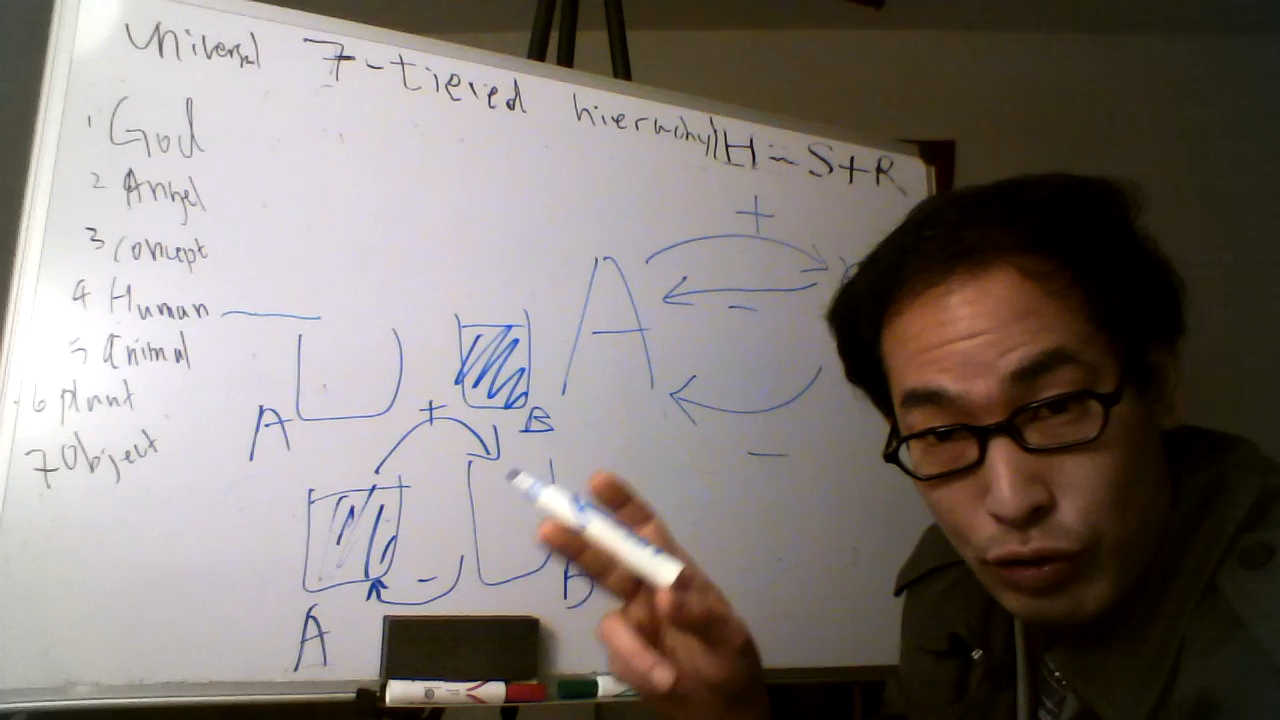 Universal 7-tiered hierarchy H = S+R
1 God
2 Angel
3 Concept
4 Human
5 Animal
6 plant
7 Object
+
A
-
-
A
B
+
-
A
B